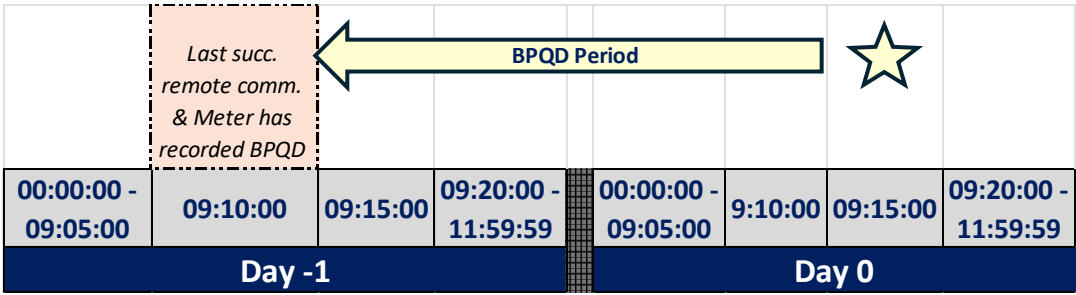 Last succ.
remote comm.
& Meter has
recorded BPQD
BPQD Period
00:00:00 -
09:05:00
09:10:00
09:15:00
09:20:00 -
11:59:59
00:00:00 -
09:05:00
9:10:00
09:15:00
09:20:00 -
11:59:59
Day -1
Day 0